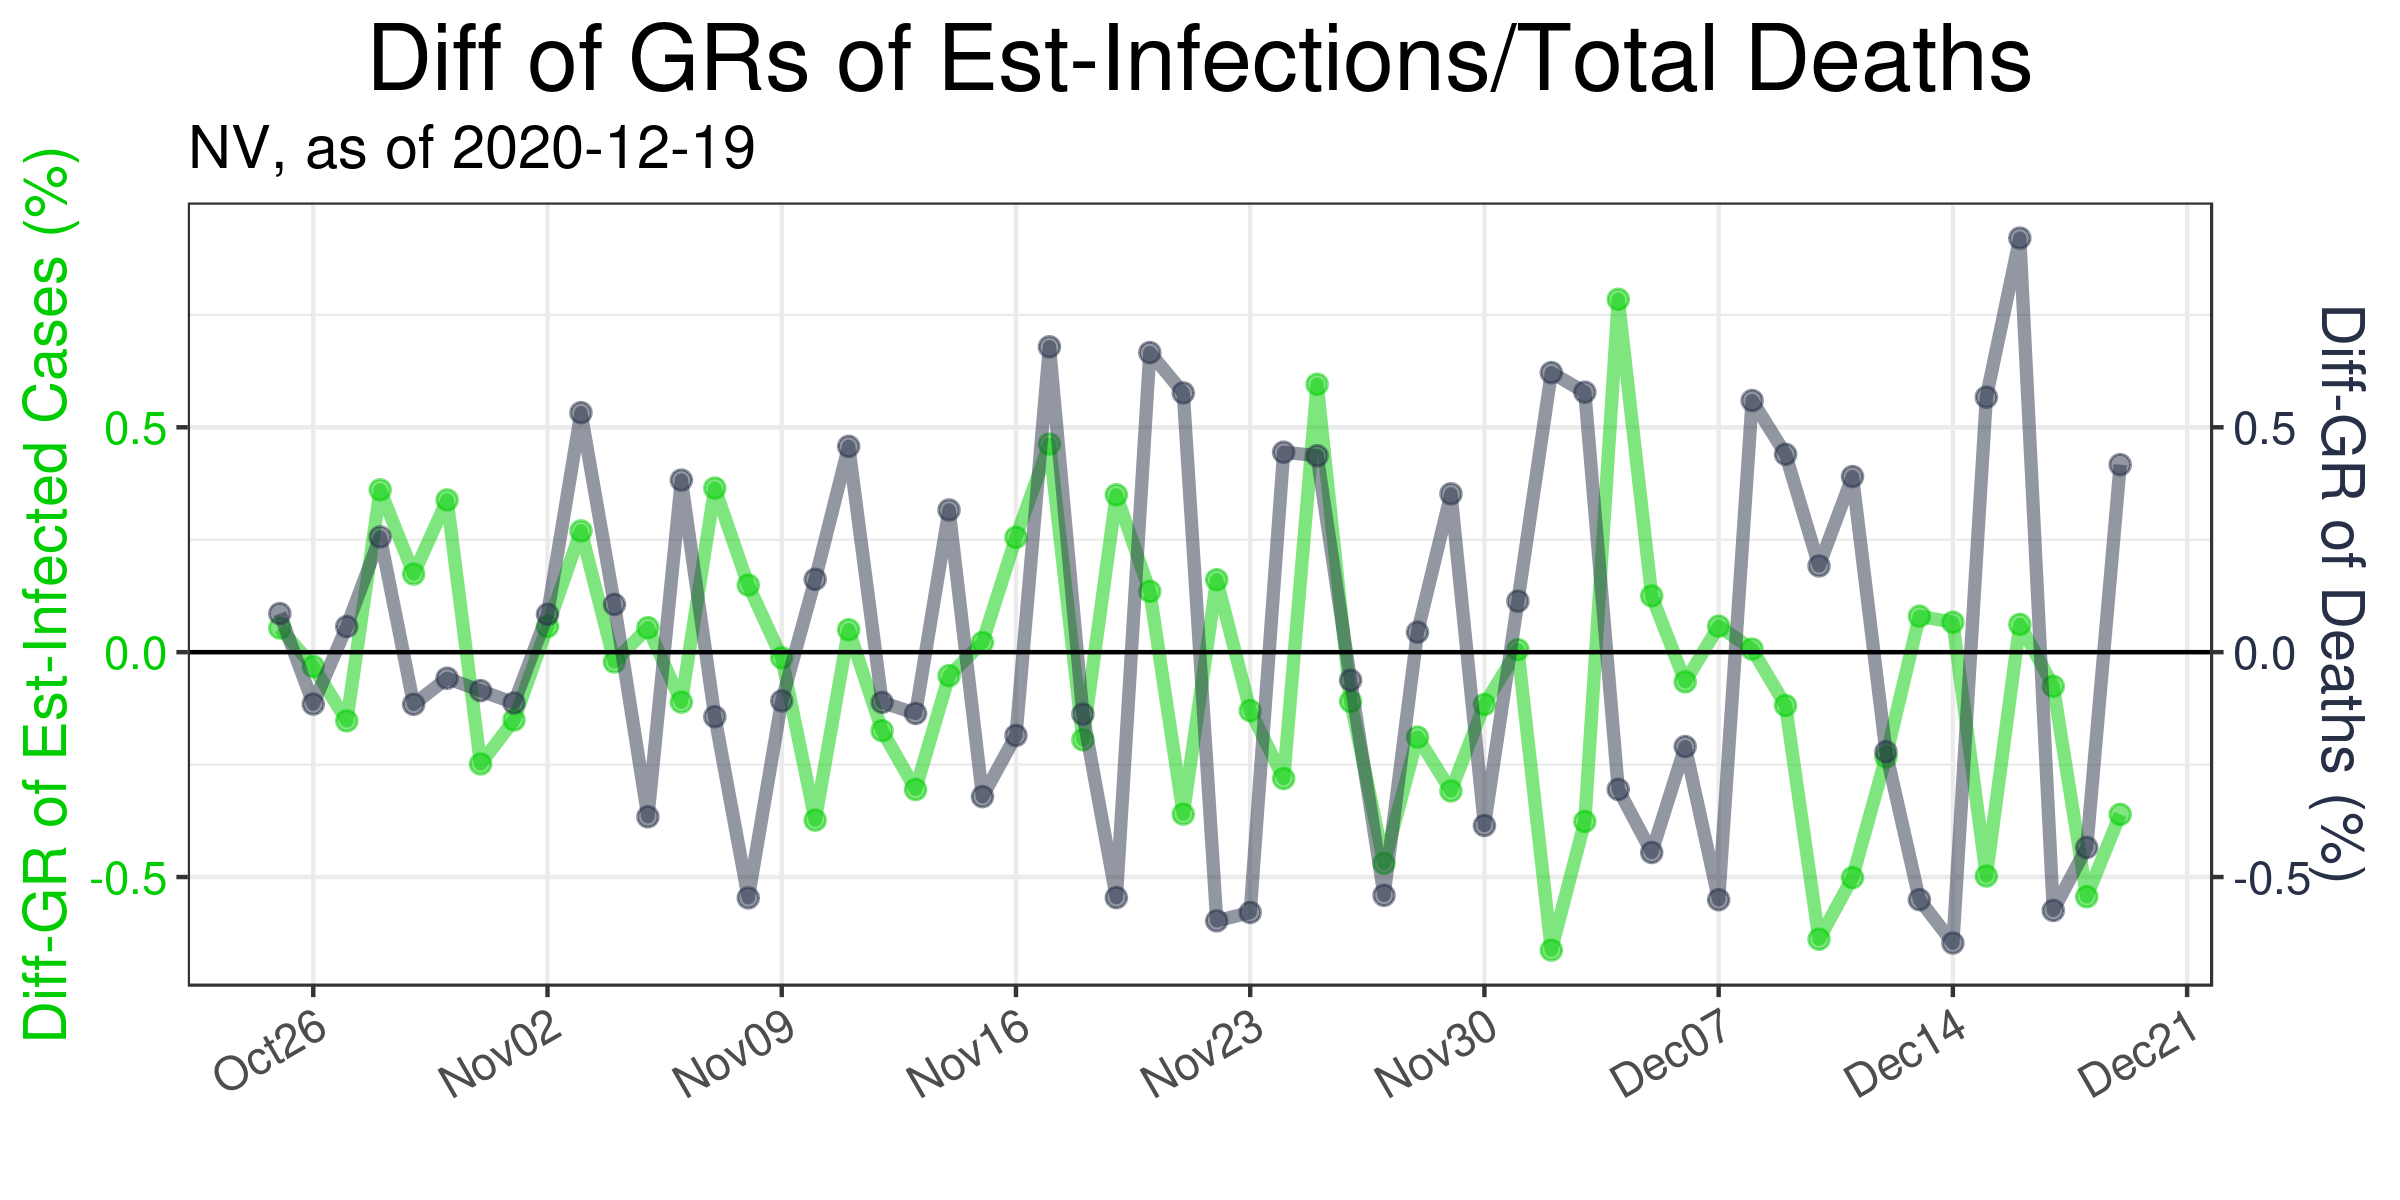 Diff of GRs of Est-Infections/Total Deaths
NV, as of 2020-12-19
Diff-GR of Est-Infected Cases (%)
0.5
0.0
-0.5
0.5
0.0
-0.5
Diff-GR of Deaths (%)
Oct26
Nov02
Nov09
Nov16
Nov23
Nov30
Dec07
Dec14
Dec21